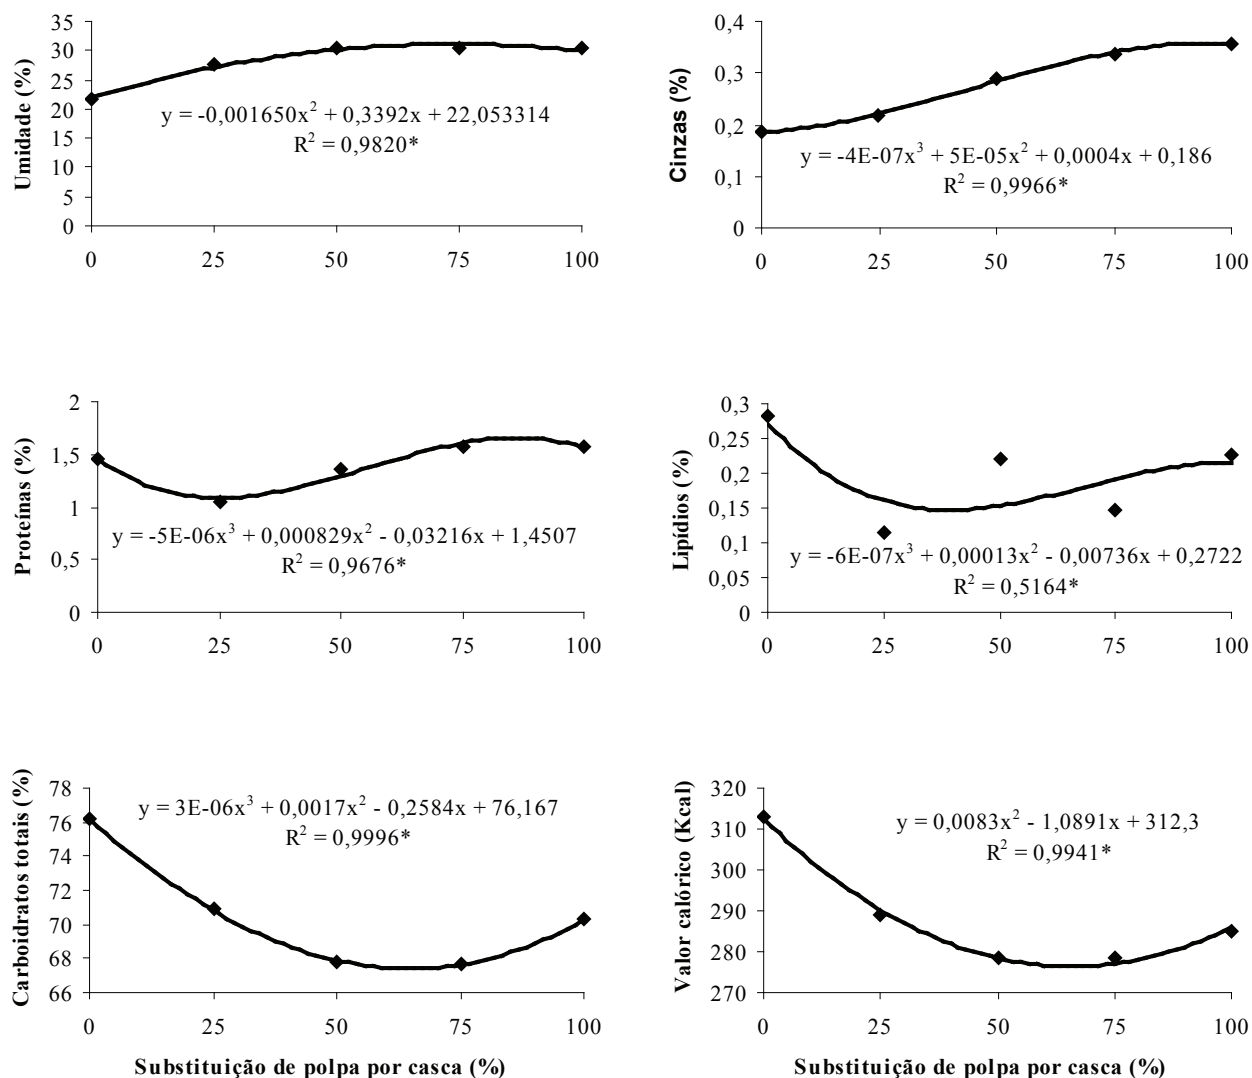 35
30
25
20
15
10
5
0
Umidade (%)
y = -0,001650x² + 0,3392x + 22,053314
R² = 0,9820*
0 25 50 75 100
0,4
0,3
0,2
0,1
0
Cinzas (%)
y = -4E-07x³ + 5E-05x² + 0,0004x + 0,186
R² = 0,9966*
0 25 50 75 100
2
1,5
1
0,5
0
Proteínas (%)
y = -5E-06x³ + 0,000829x² - 0,03216x + 1,4507
R² = 0,9676*
0 25 50 75 100
0,3
0,25
0,2
0,15
0,1
0,05
0
Lipídios (%)
y = -6E-07x³ + 0,00013x² - 0,00736x + 0,2722
R² = 0,5164*
0 25 50 75 100
78
76
74
72
70
68
66
Carboidratos totais (%)
y = 3E-06x³ + 0,0017x² - 0,2584x + 76,167
R² = 0,9996*
0 25 50 75 100
Substituição de polpa por casca (%)
320
310
300
290
280
270
Valor calórico (Kcal)
y = 0,0083x² - 1,0891x + 312,3
R² = 0,9941*
0 25 50 75 100
Substituição de polpa por casca (%)